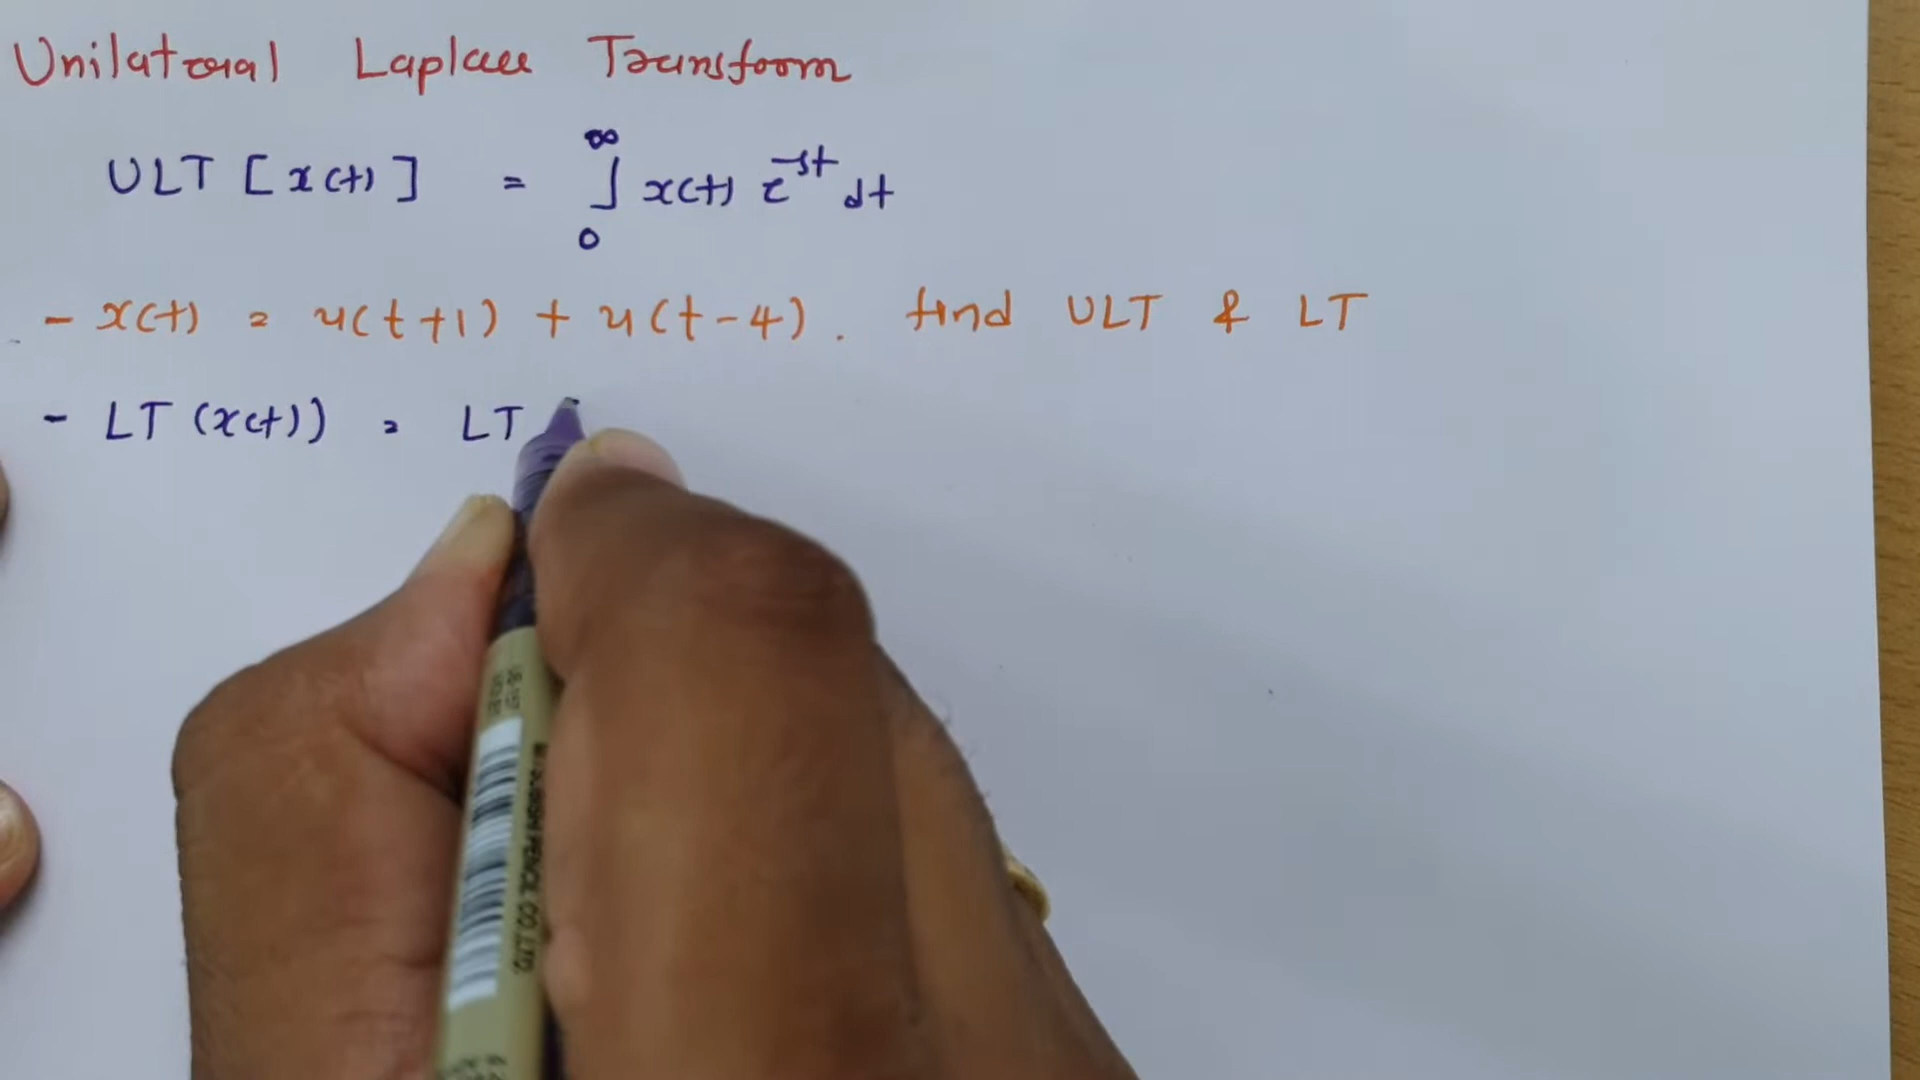 Unilateral Laplace Transform
ULT [x(t)] = ∫₀^∞ x(t) e^-st dt
- x(t) = u(t+1) + u(t-4). find ULT & LT
- LT (x(t)) = LT